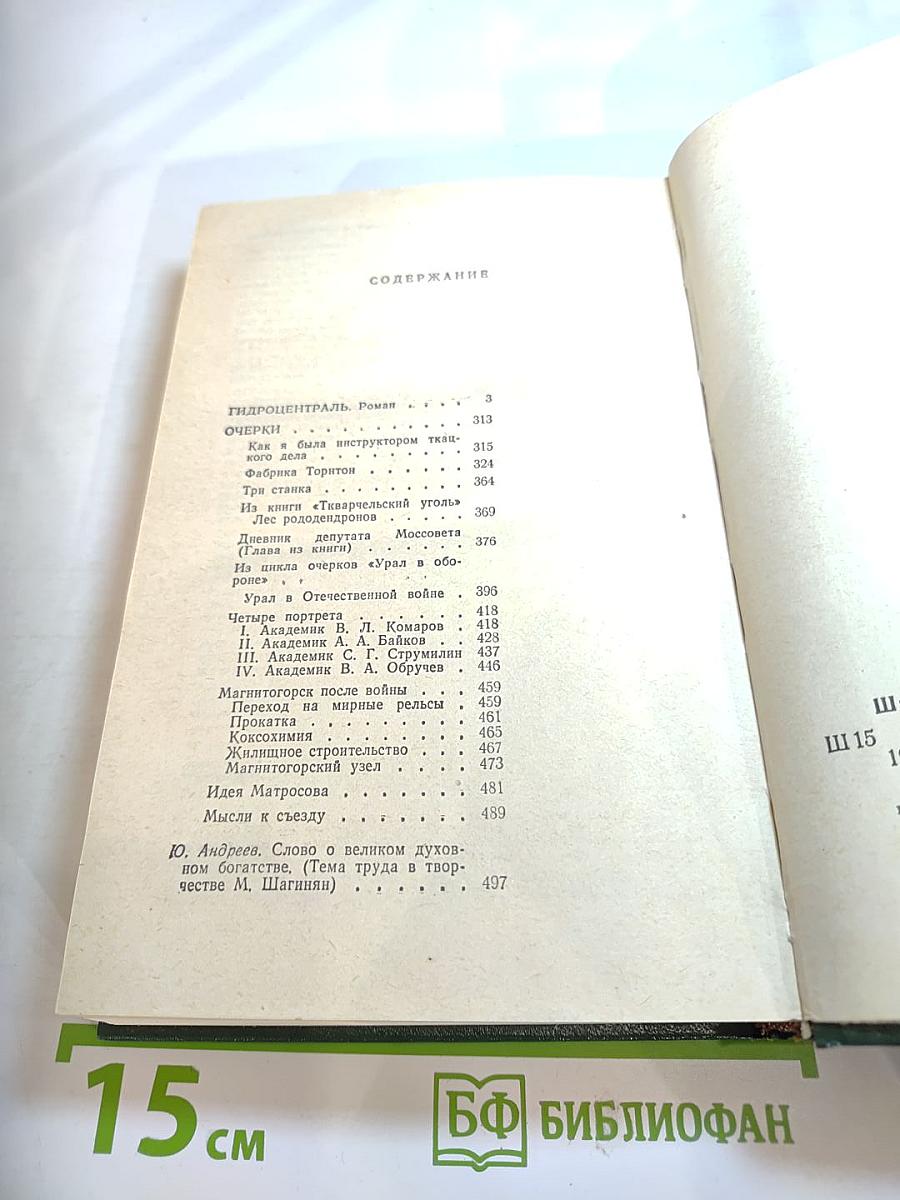 СОДЕРЖАНИЕ
ГИДРОЦЕНТРАЛЬ. Роман . . . . 3
ОЧЕРКИ . . . . . . . . . . . 313
Как я была инструктором ткац-
кого дела . . . . . . . . . 315
Фабрика Торнтон . . . . . . 324
Три станка . . . . . . . . . 364
Из книги «Ткварчельский уголь»
Лес рододендронов . . . . . 369
Дневник депутата Моссовета
(Глава из книги) . . . . . . 376
Из цикла очерков «Урал в обо-
роне» . . . .
Урал в Отечественной войне . 396
Четыре портрета . . . . . . 418
I. Академик В. Л. Комаров . 418
II. Академик А. А. Байков . . 428
III. Академик С. Г. Струмилин 437
IV. Академик В. А. Обручев . 446
Магнитогорск после войны . . . 459
Переход на мирные рельсы . 459
Прокатка . . . . . . . . . 461
Коксохимия . . . . . . . . 465
Жилищное строительство . . . 467
Магнитогорский узел . . . . 473
Идея Матросова . . . . . . . 481
Мысли к съезду . . . . . . . 489
Ю. Андреев. Слово о великом духов-
ном богатстве. (Тема труда в твор-
честве М. Шагинян) . . . . . . 497
Ш 15
15 см
БФ БИБЛИОФАН